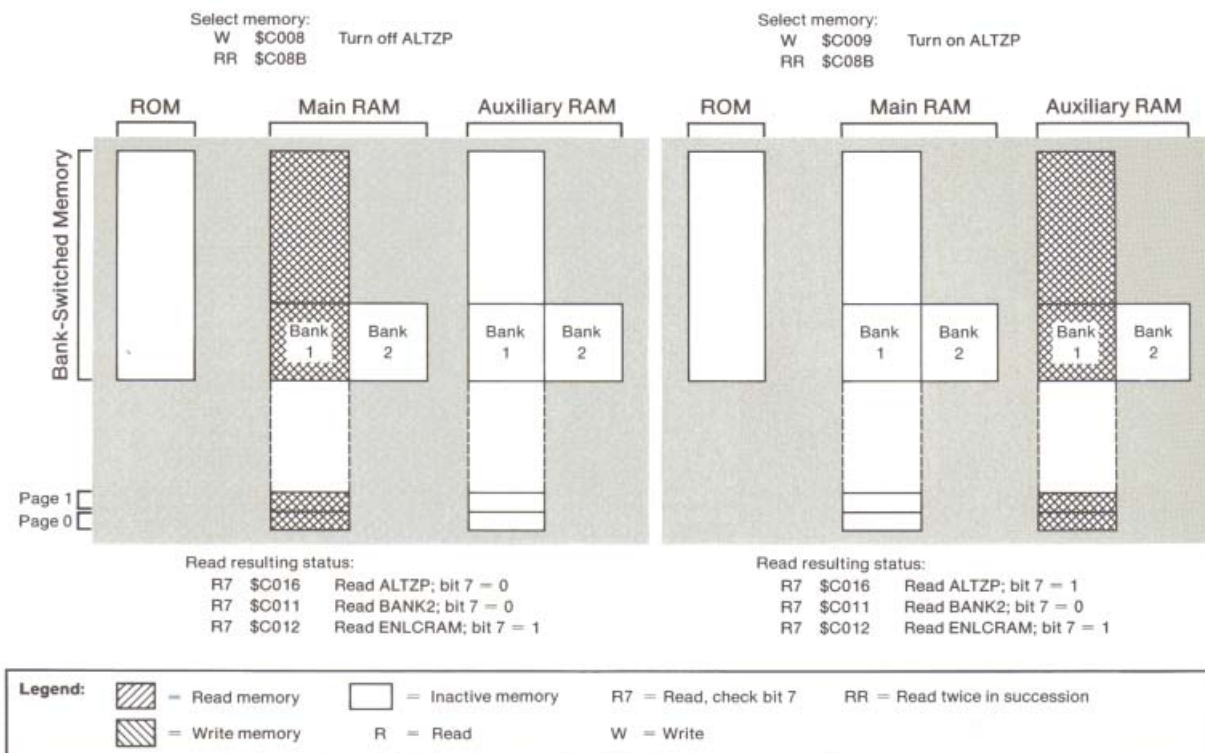 Select memory:
W $C008 Turn off ALTZP
RR $C08B
ROM Main RAM Auxiliary RAM
Bank-Switched Memory
Bank 1
Bank 2
Bank 1
Bank 2
Page 1
Page 0
Read resulting status:
R7 $C016 Read ALTZP; bit 7 = 0
R7 $C011 Read BANK2; bit 7 = 0
R7 $C012 Read ENLCRAM; bit 7 = 1
Select memory:
W $C009 Turn on ALTZP
RR $C08B
ROM Main RAM Auxiliary RAM
Bank 1
Bank 2
Bank 1
Bank 2
Read resulting status:
R7 $C016 Read ALTZP; bit 7 = 1
R7 $C011 Read BANK2; bit 7 = 0
R7 $C012 Read ENLCRAM; bit 7 = 1
Legend: = Read memory = Inactive memory R7 = Read, check bit 7 RR = Read twice in succession
= Write memory R = Read W = Write